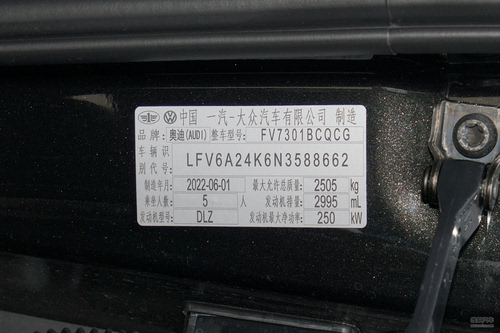 中国 一汽-大众汽车有限公司 制造
品牌: 奥迪(AUDI) 整车型号: FV7301BCQCG
车辆识别代号: LFV6A24K6N3588662
制造年月: 2022-06-01 最大允许总质量: 2505 kg
乘坐人数: 5 人 发动机排量: 2995 mL
发动机型号: DLZ 发动机最大净功率: 250 kW